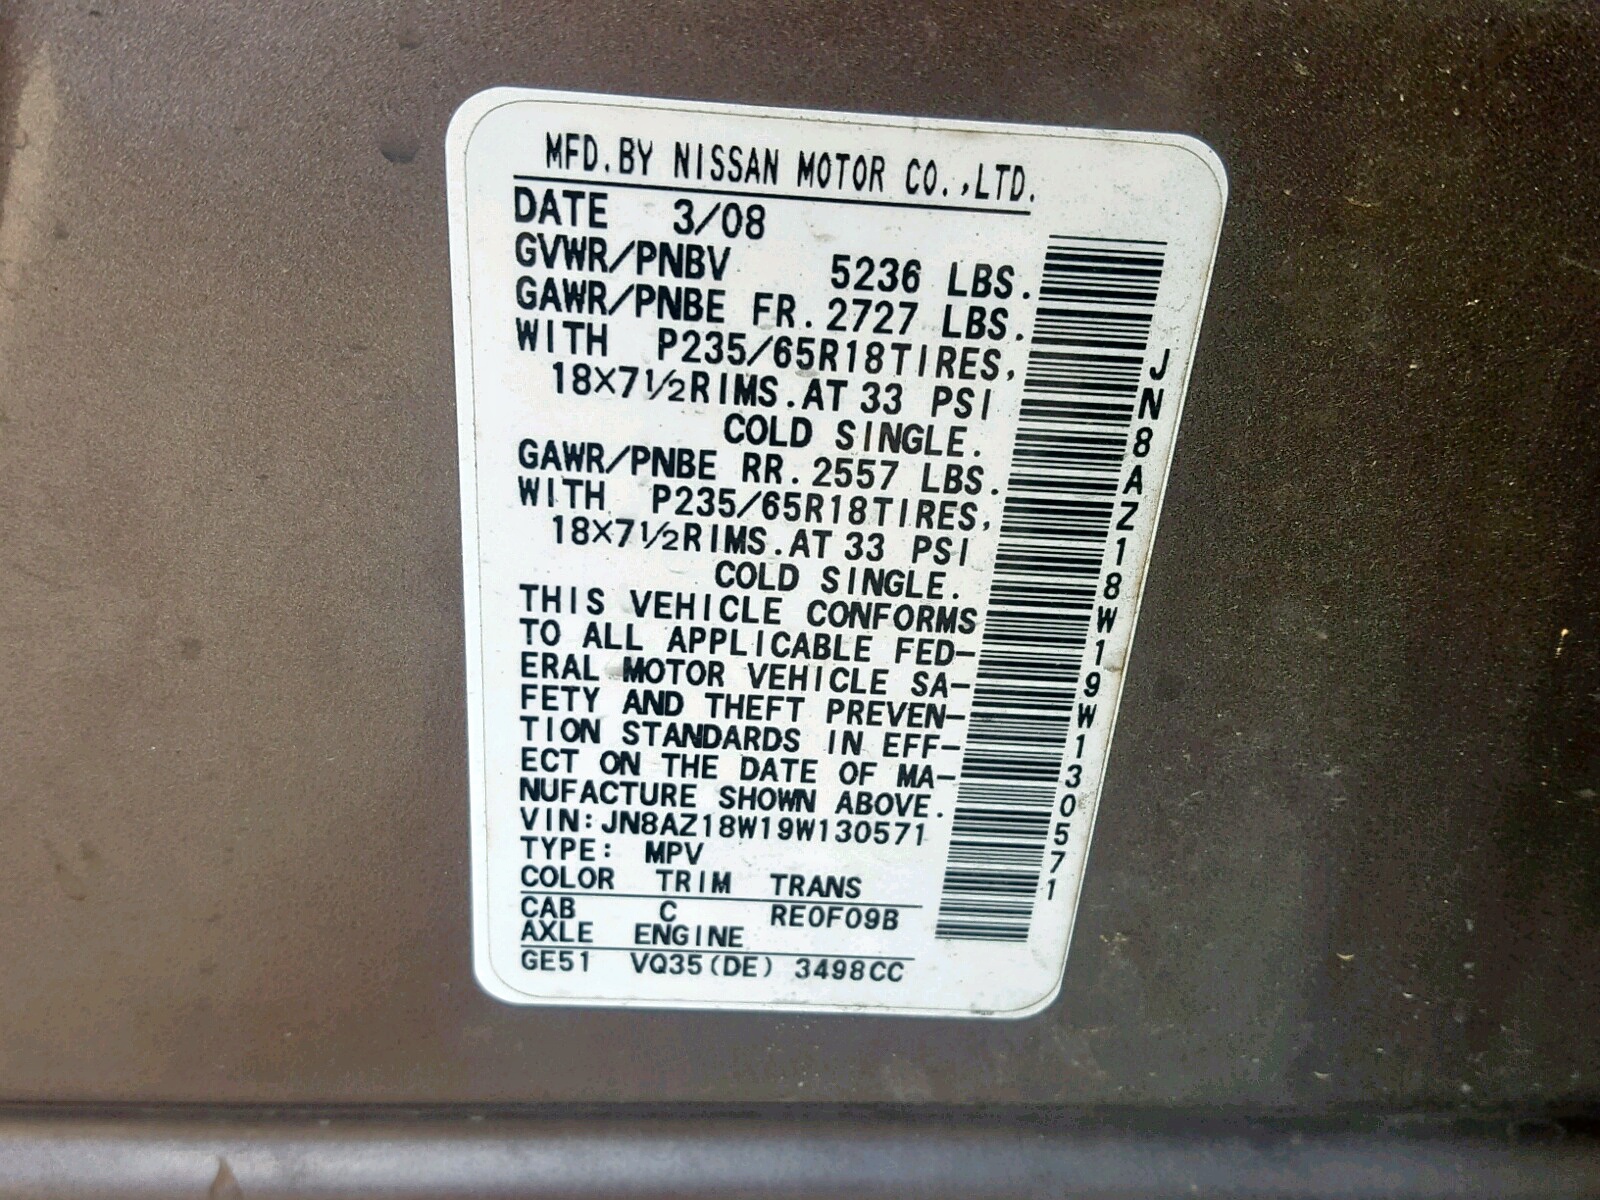 MFD.BY NISSAN MOTOR CO.,LTD.
DATE 3/08
GVWR/PNBV 5236 LBS.
GAWR/PNBE FR.2727 LBS.
WITH P235/65R18TIRES,
18X7½RIMS.AT 33 PSI
COLD SINGLE.
GAWR/PNBE RR.2557 LBS.
WITH P235/65R18TIRES,
18X7½RIMS.AT 33 PSI
COLD SINGLE.
THIS VEHICLE CONFORMS
TO ALL APPLICABLE FED-
ERAL MOTOR VEHICLE SA-
FETY AND THEFT PREVEN-
TION STANDARDS IN EFF-
ECT ON THE DATE OF MA-
NUFACTURE SHOWN ABOVE.
VIN:JN8AZ18W19W130571
TYPE: MPV
COLOR TRIM TRANS
CAB C RE0F09B
AXLE ENGINE
GE51 VQ35(DE) 3498CC
JN8AZ18W19W130571